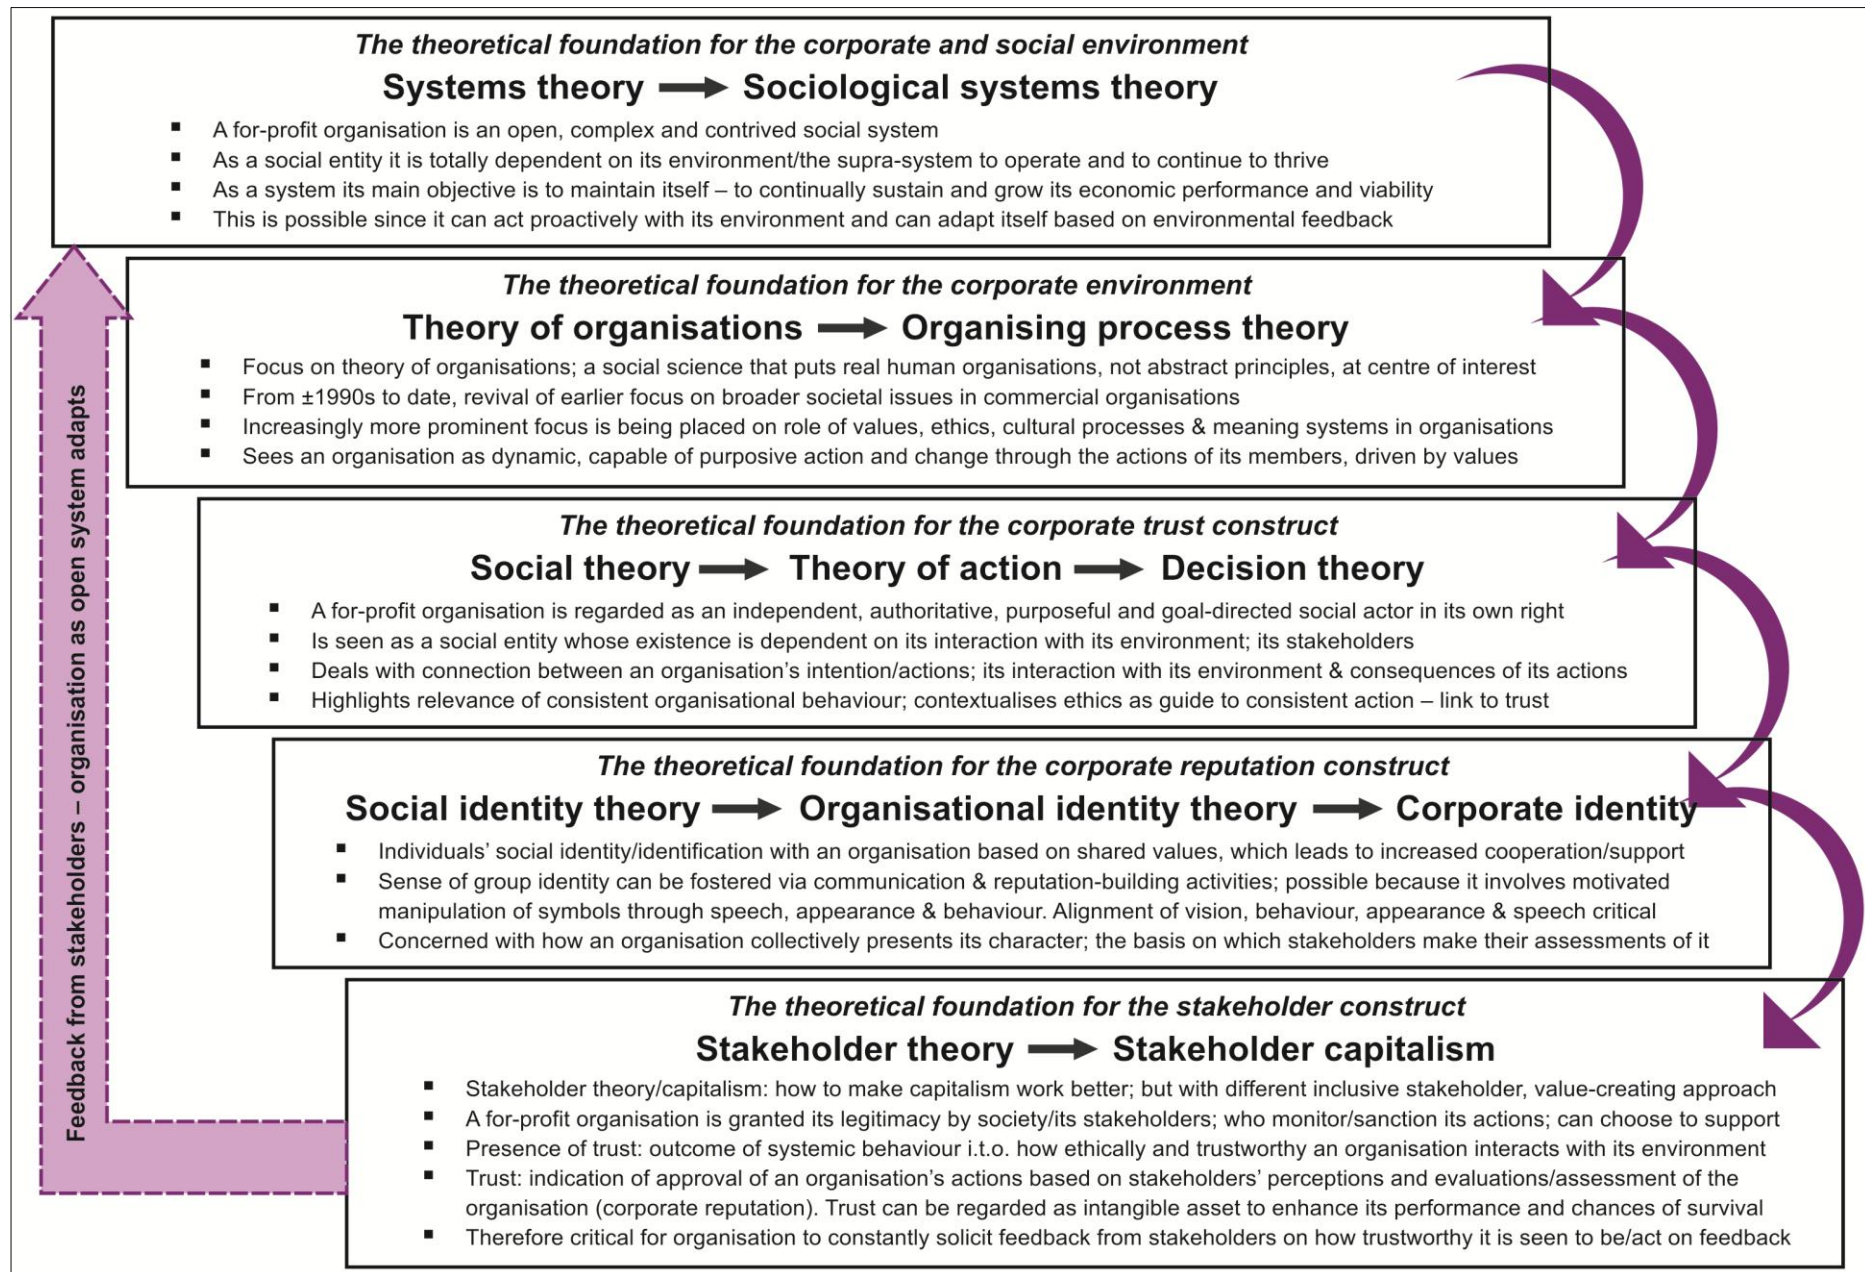 The theoretical foundation for the corporate and social environment
Systems theory → Sociological systems theory
▪ A for-profit organisation is an open, complex and contrived social system
▪ As a social entity it is totally dependent on its environment/the supra-system to operate and to continue to thrive
▪ As a system its main objective is to maintain itself – to continually sustain and grow its economic performance and viability
▪ This is possible since it can act proactively with its environment and can adapt itself based on environmental feedback
The theoretical foundation for the corporate environment
Theory of organisations → Organising process theory
▪ Focus on theory of organisations; a social science that puts real human organisations, not abstract principles, at centre of interest
▪ From ±1990s to date, revival of earlier focus on broader societal issues in commercial organisations
▪ Increasingly more prominent focus is being placed on role of values, ethics, cultural processes & meaning systems in organisations
▪ Sees an organisation as dynamic, capable of purposive action and change through the actions of its members, driven by values
The theoretical foundation for the corporate trust construct
Social theory → Theory of action → Decision theory
▪ A for-profit organisation is regarded as an independent, authoritative, purposeful and goal-directed social actor in its own right
▪ Is seen as a social entity whose existence is dependent on its interaction with its environment; its stakeholders
▪ Deals with connection between an organisation's intention/actions; its interaction with its environment & consequences of its actions
▪ Highlights relevance of consistent organisational behaviour; contextualises ethics as guide to consistent action – link to trust
The theoretical foundation for the corporate reputation construct
Social identity theory → Organisational identity theory → Corporate identity
▪ Individuals' social identity/identification with an organisation based on shared values, which leads to increased cooperation/support
▪ Sense of group identity can be fostered via communication & reputation-building activities; possible because it involves motivated
manipulation of symbols through speech, appearance & behaviour. Alignment of vision, behaviour, appearance & speech critical
▪ Concerned with how an organisation collectively presents its character; the basis on which stakeholders make their assessments of it
The theoretical foundation for the stakeholder construct
Stakeholder theory → Stakeholder capitalism
▪ Stakeholder theory/capitalism: how to make capitalism work better; but with different inclusive stakeholder, value-creating approach
▪ A for-profit organisation is granted its legitimacy by society/its stakeholders; who monitor/sanction its actions; can choose to support
▪ Presence of trust: outcome of systemic behaviour i.t.o. how ethically and trustworthy an organisation interacts with its environment
▪ Trust: indication of approval of an organisation's actions based on stakeholders' perceptions and evaluations/assessment of the
organisation (corporate reputation). Trust can be regarded as intangible asset to enhance its performance and chances of survival
▪ Therefore critical for organisation to constantly solicit feedback from stakeholders on how trustworthy it is seen to be/act on feedback
Feedback from stakeholders – organisation as open system adapts